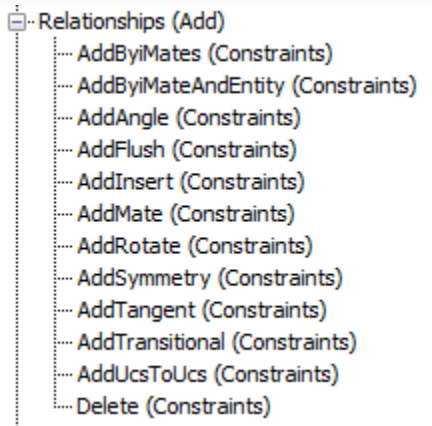 Relationships (Add)
AddByiMates (Constraints)
AddByiMateAndEntity (Constraints)
AddAngle (Constraints)
AddFlush (Constraints)
AddInsert (Constraints)
AddMate (Constraints)
AddRotate (Constraints)
AddSymmetry (Constraints)
AddTangent (Constraints)
AddTransitional (Constraints)
AddUcsToUcs (Constraints)
Delete (Constraints)